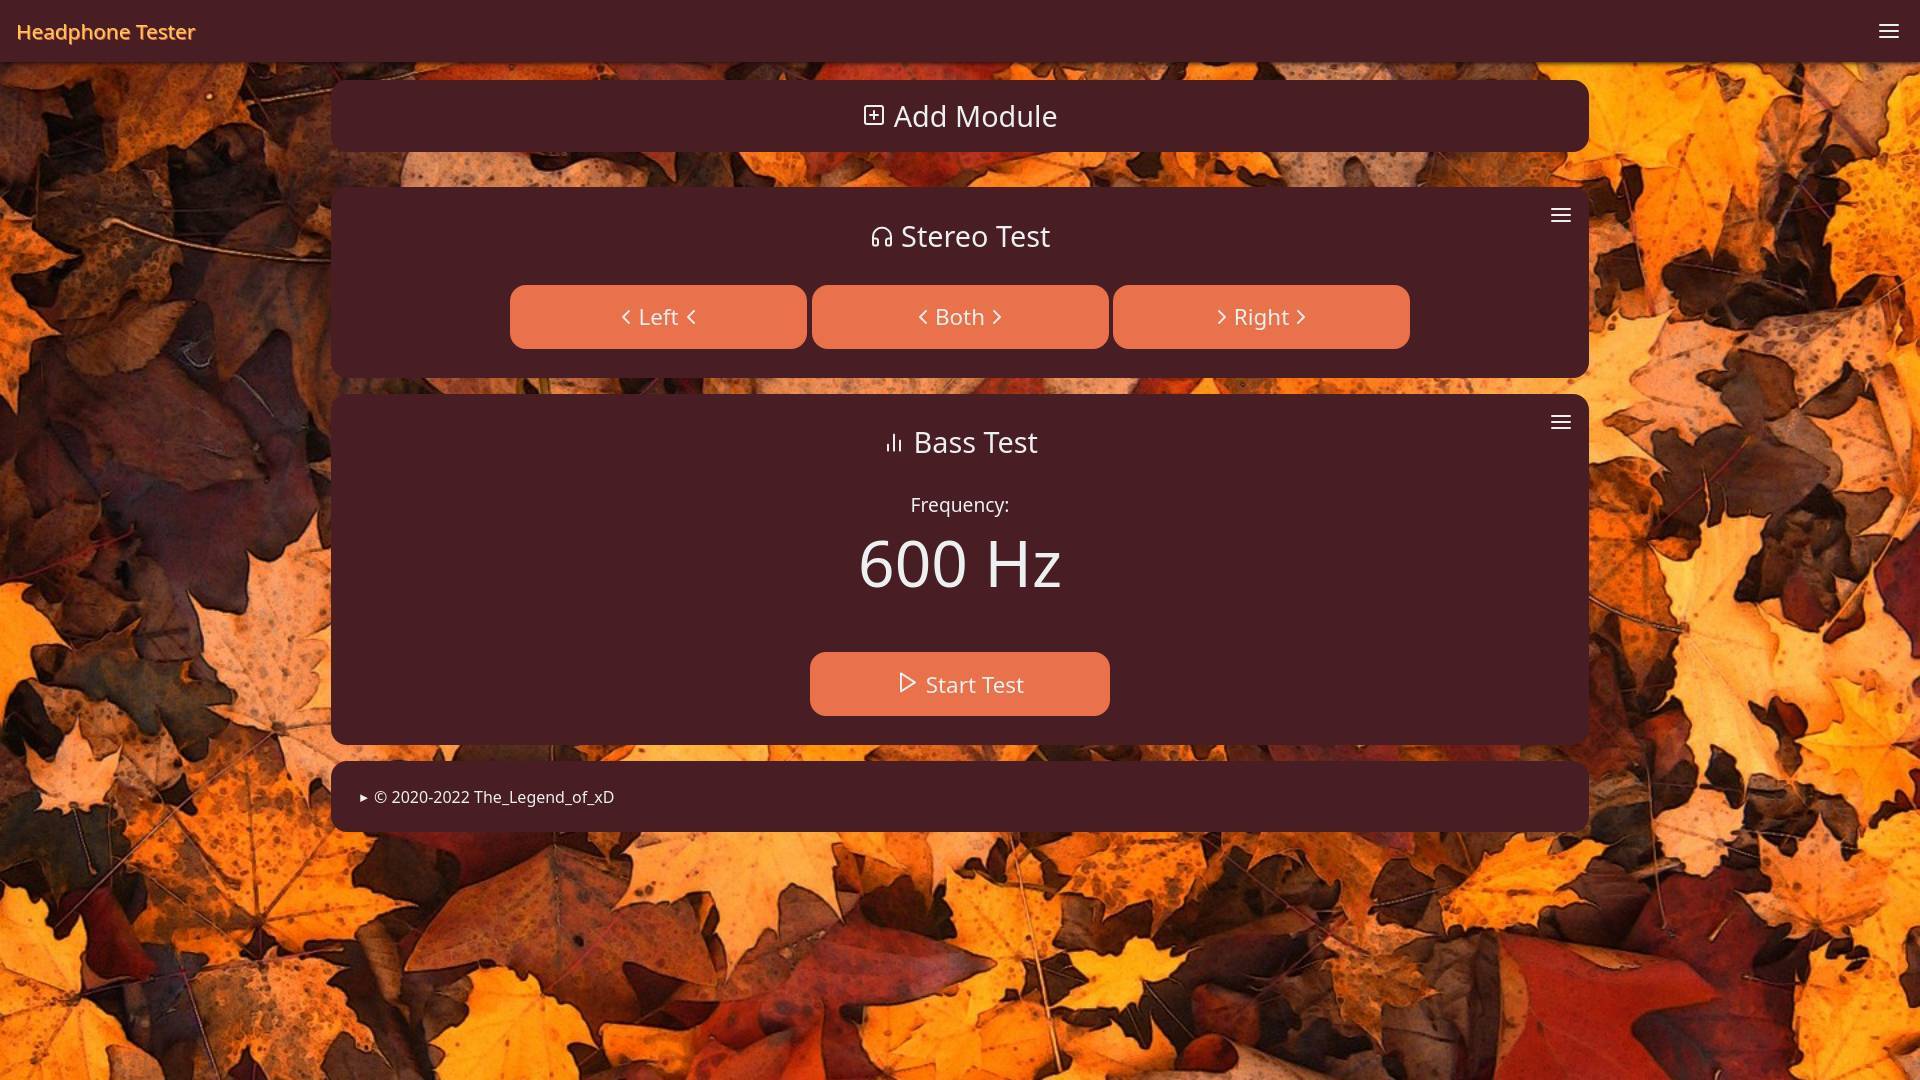 Headphone Tester
Add Module
Stereo Test
Left
Both
Right
Bass Test
Frequency:
600 Hz
Start Test
© 2020-2022 The_Legend_of_xD